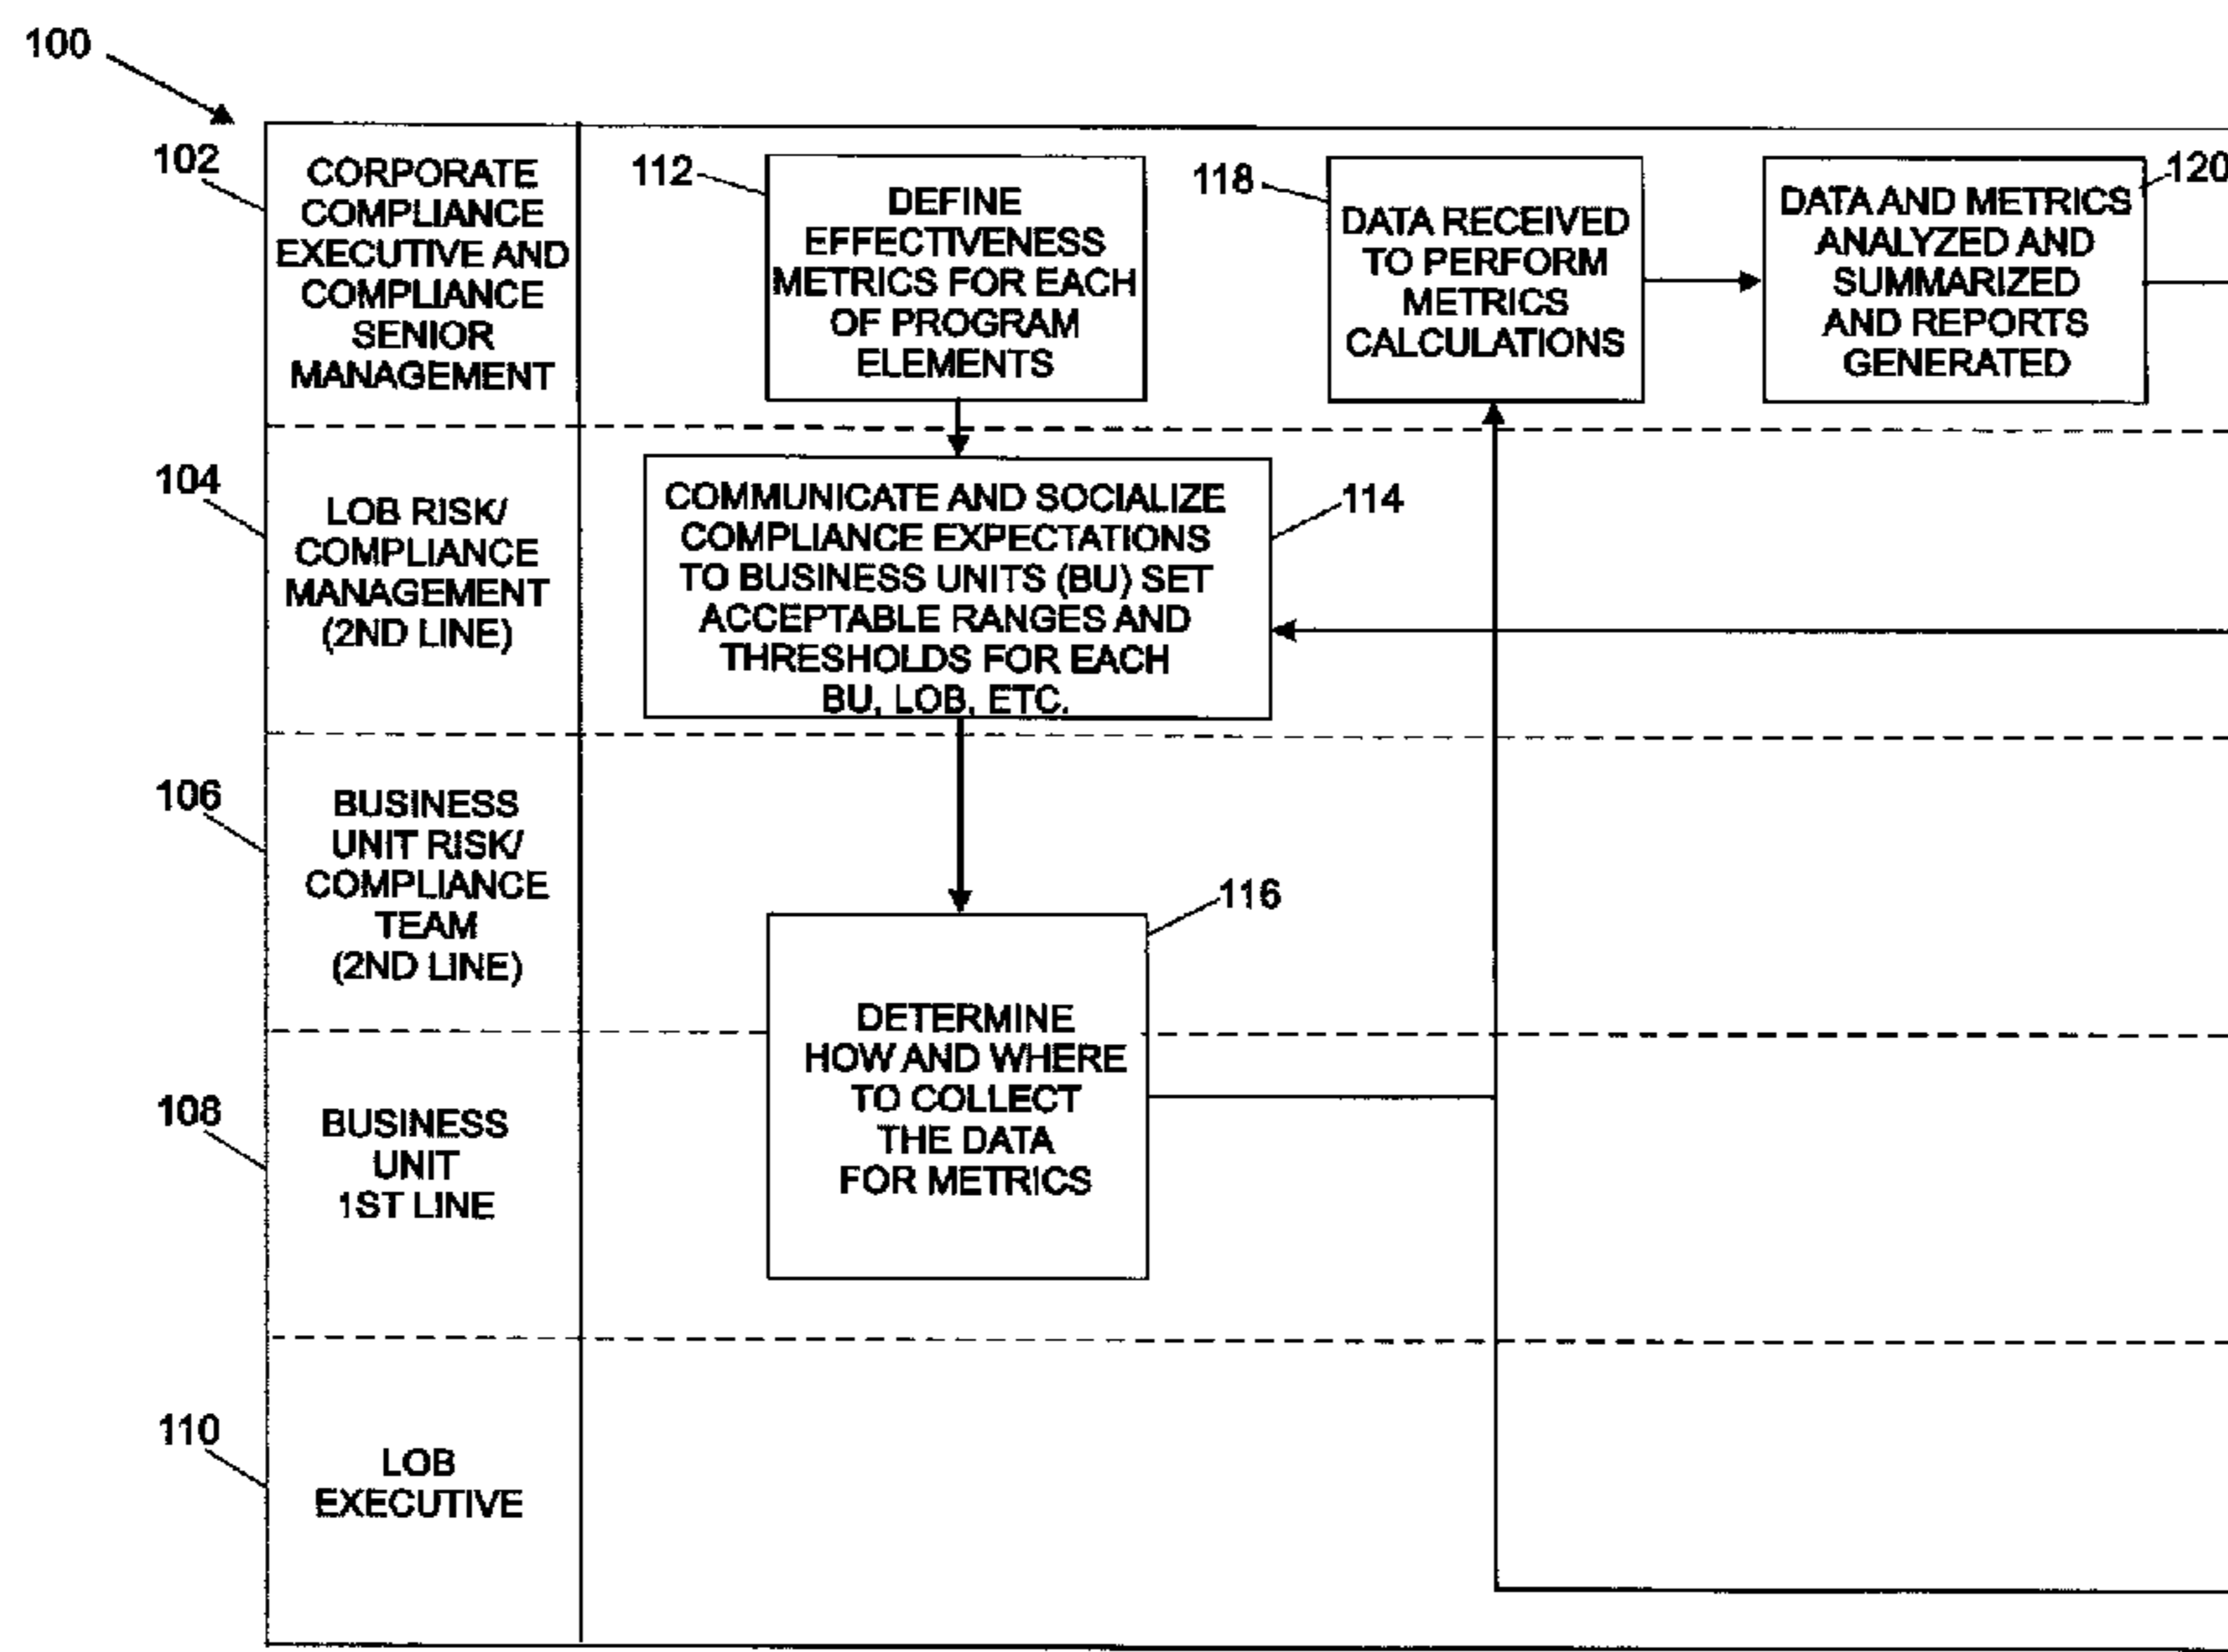 100
102
CORPORATE
COMPLIANCE
EXECUTIVE AND
COMPLIANCE
SENIOR
MANAGEMENT
112
DEFINE
EFFECTIVENESS
METRICS FOR EACH
OF PROGRAM
ELEMENTS
118
DATA RECEIVED
TO PERFORM
METRICS
CALCULATIONS
120
DATA AND METRICS
ANALYZED AND
SUMMARIZED
AND REPORTS
GENERATED
104
LOB RISK/
COMPLIANCE
MANAGEMENT
(2ND LINE)
COMMUNICATE AND SOCIALIZE
COMPLIANCE EXPECTATIONS
TO BUSINESS UNITS (BU) SET
ACCEPTABLE RANGES AND
THRESHOLDS FOR EACH
BU, LOB, ETC.
114
106
BUSINESS
UNIT RISK/
COMPLIANCE
TEAM
(2ND LINE)
116
DETERMINE
HOW AND WHERE
TO COLLECT
THE DATA
FOR METRICS
108
BUSINESS
UNIT
1ST LINE
110
LOB
EXECUTIVE